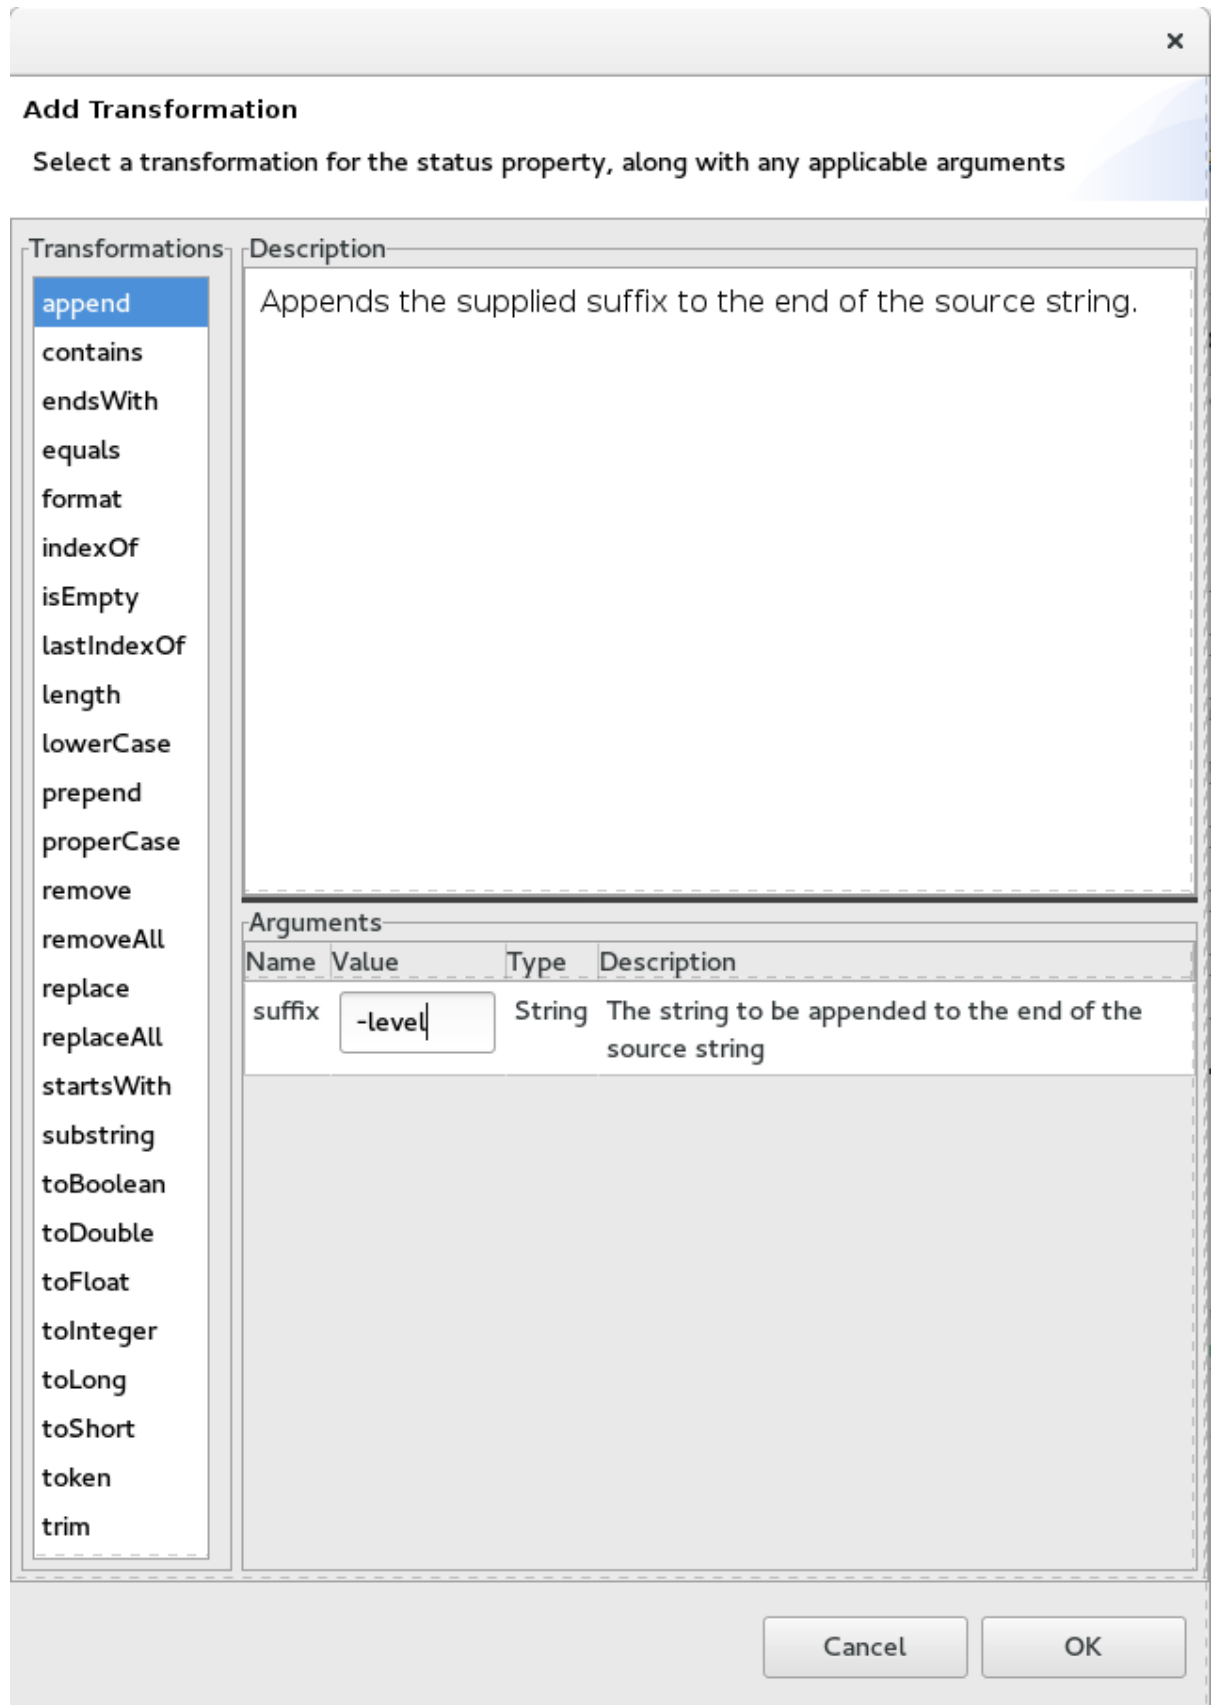 ×
Add Transformation
Select a transformation for the status property, along with any applicable arguments
Transformations
append
contains
endsWith
equals
format
indexOf
isEmpty
lastIndexOf
length
lowerCase
prepend
properCase
remove
removeAll
replace
replaceAll
startsWith
substring
toBoolean
toDouble
toFloat
toInteger
toLong
toShort
token
trim
Description
Appends the supplied suffix to the end of the source string.
Arguments
Name Value Type Description
suffix -level String The string to be appended to the end of the
source string
Cancel OK